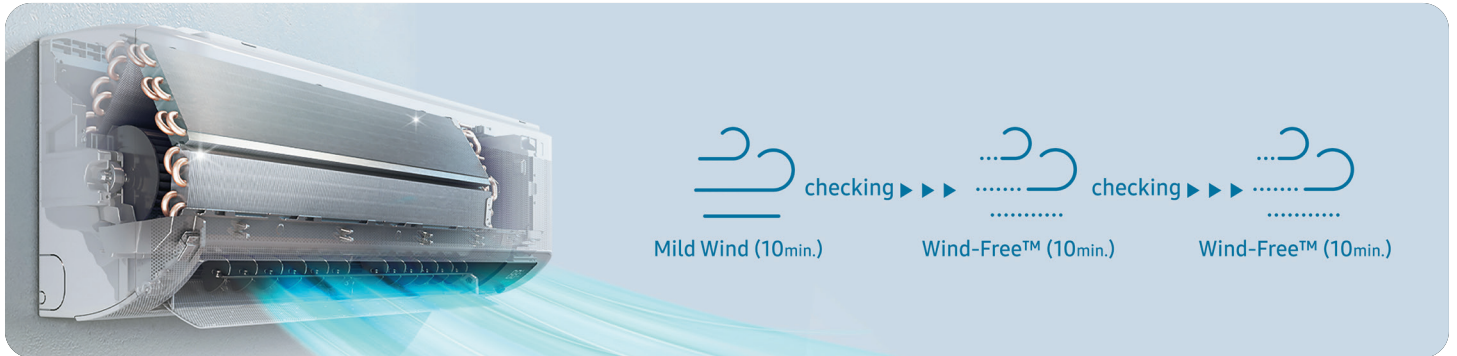 checking
checking
Mild Wind (10min.)
Wind-Free™ (10min.)
Wind-Free™ (10min.)